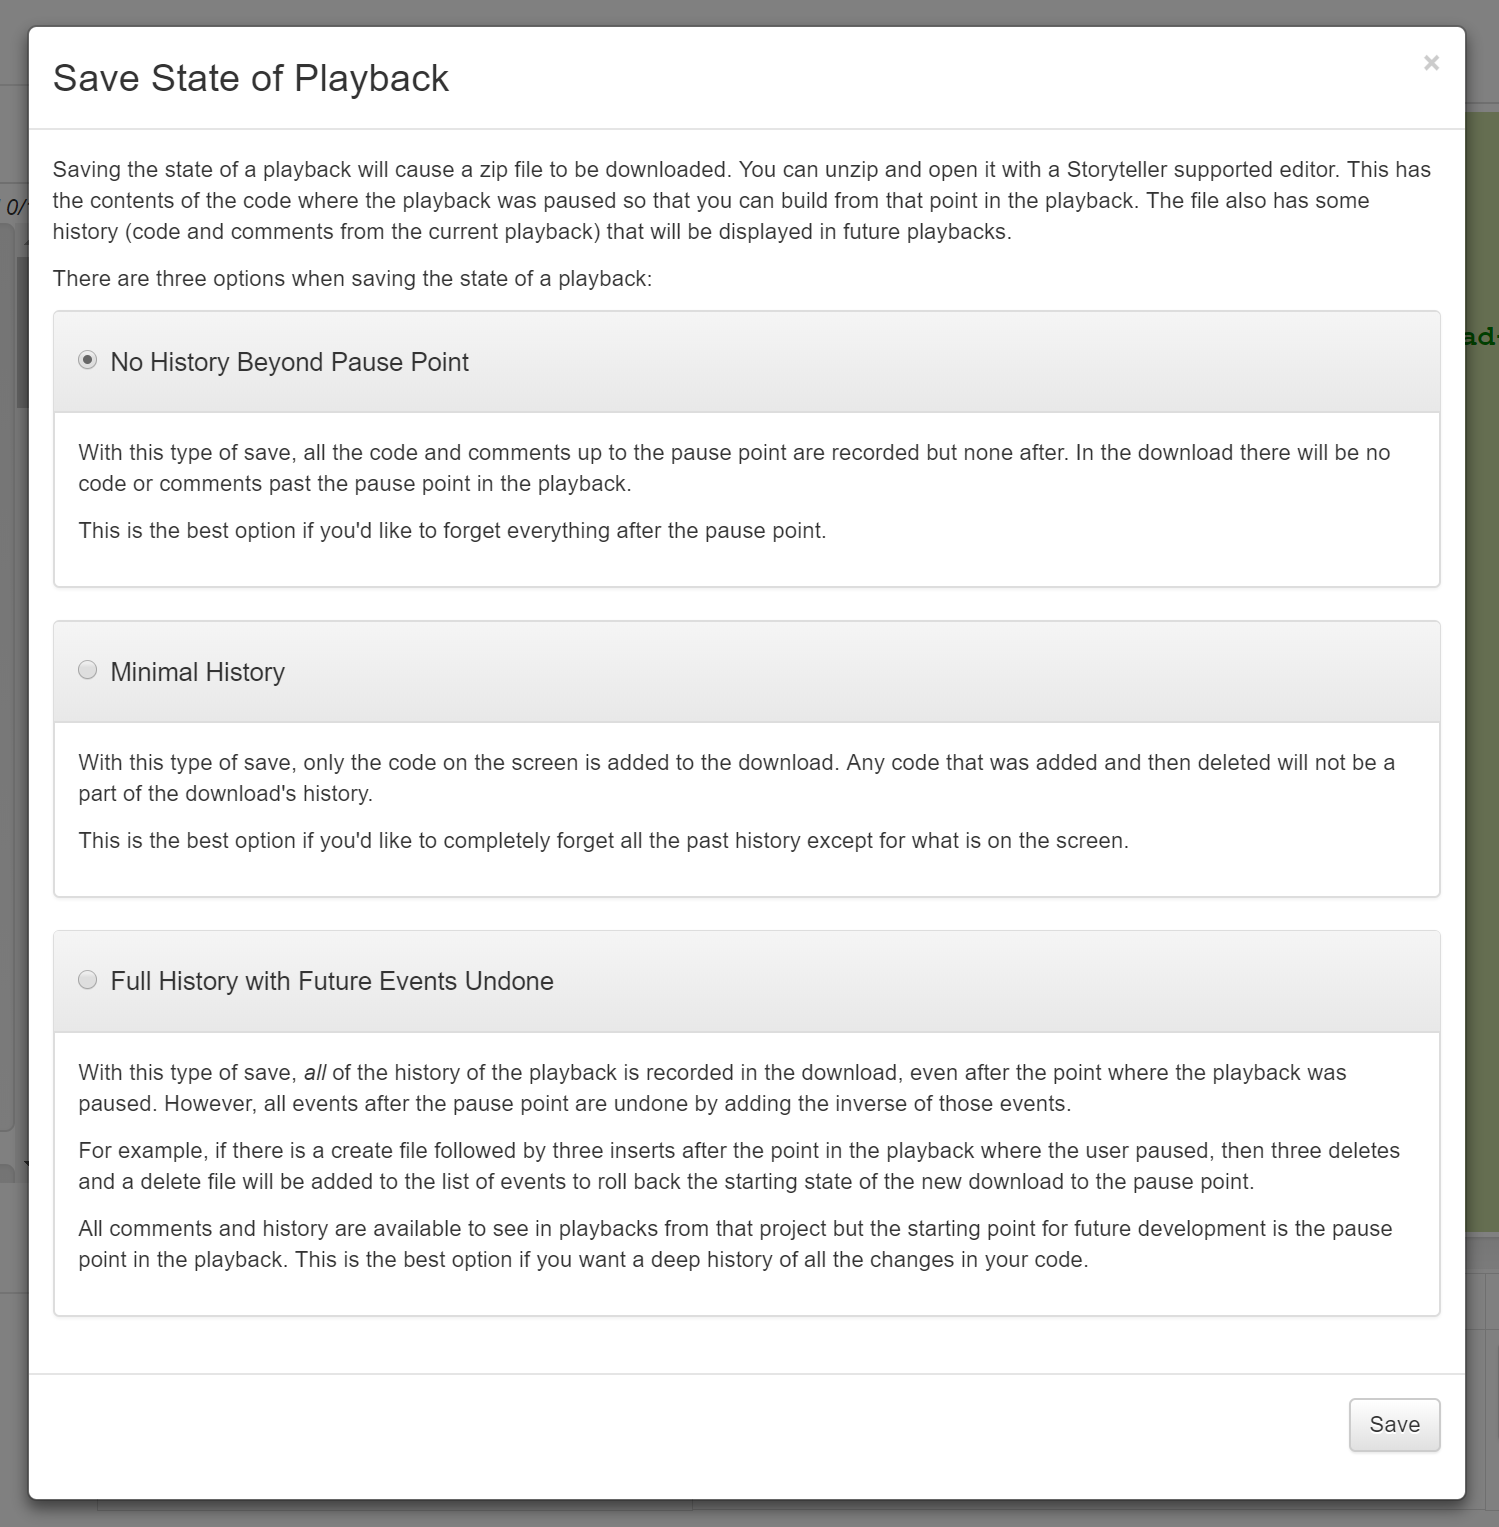 Save State of Playback
×
Saving the state of a playback will cause a zip file to be downloaded. You can unzip and open it with a Storyteller supported editor. This has
the contents of the code where the playback was paused so that you can build from that point in the playback. The file also has some
history (code and comments from the current playback) that will be displayed in future playbacks.
There are three options when saving the state of a playback:
No History Beyond Pause Point
With this type of save, all the code and comments up to the pause point are recorded but none after. In the download there will be no
code or comments past the pause point in the playback.
This is the best option if you'd like to forget everything after the pause point.
Minimal History
With this type of save, only the code on the screen is added to the download. Any code that was added and then deleted will not be a
part of the download's history.
This is the best option if you'd like to completely forget all the past history except for what is on the screen.
Full History with Future Events Undone
With this type of save, all of the history of the playback is recorded in the download, even after the point where the playback was
paused. However, all events after the pause point are undone by adding the inverse of those events.
For example, if there is a create file followed by three inserts after the point in the playback where the user paused, then three deletes
and a delete file will be added to the list of events to roll back the starting state of the new download to the pause point.
All comments and history are available to see in playbacks from that project but the starting point for future development is the pause
point in the playback. This is the best option if you want a deep history of all the changes in your code.
Save